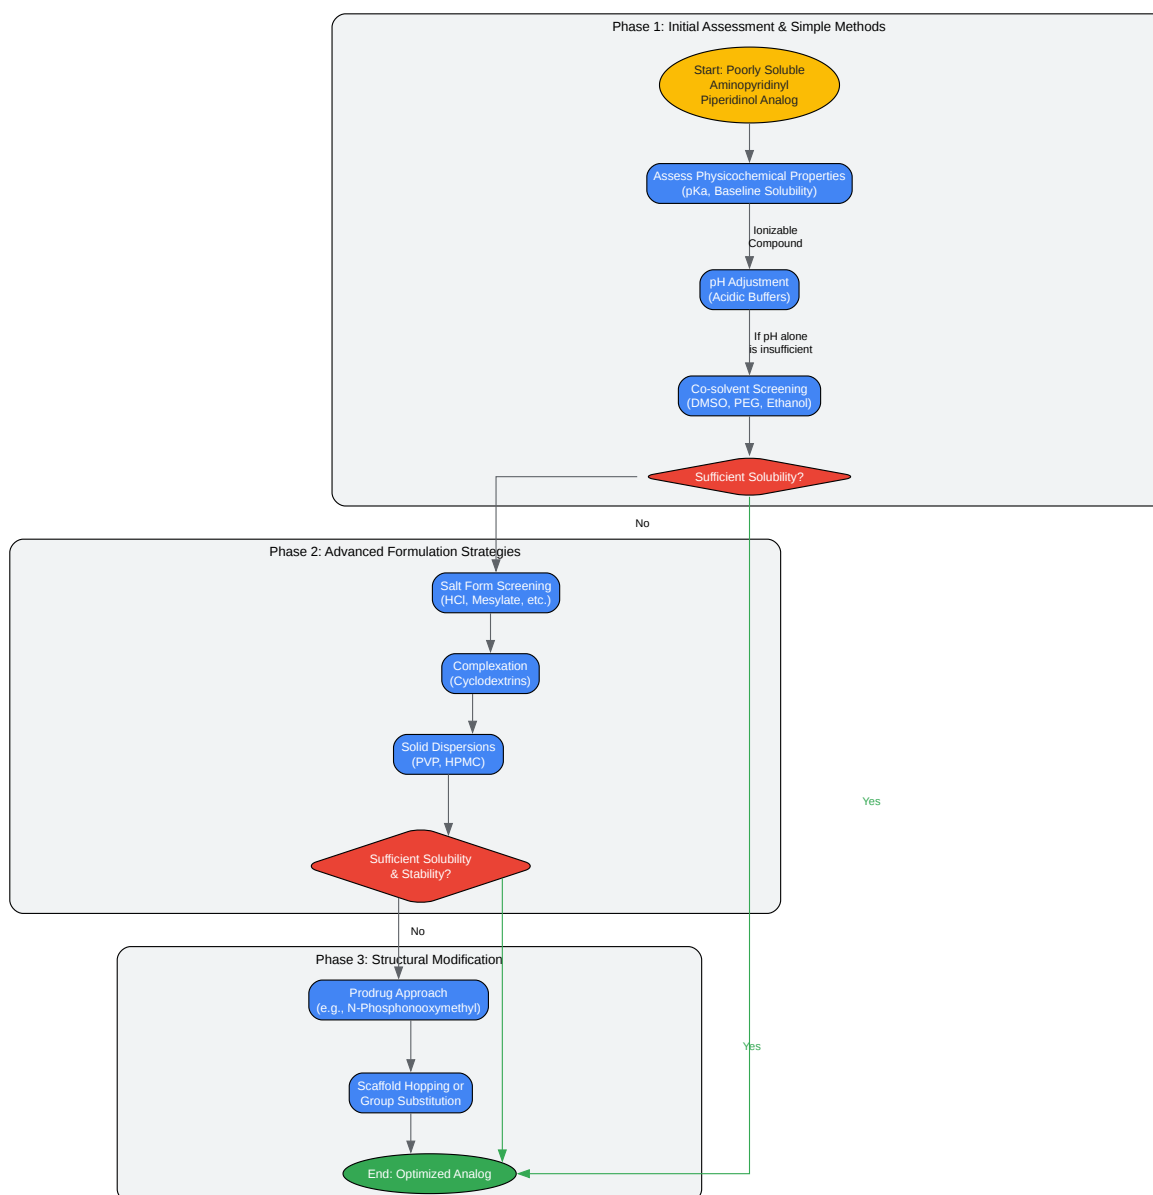 Phase 1: Initial Assessment & Simple Methods
Start: Poorly Soluble
Aminopyridinyl
Piperidinol Analog
Assess Physicochemical Properties
(pKa, Baseline Solubility)
Ionizable
Compound
pH Adjustment
(Acidic Buffers)
If pH alone
is insufficient
Co-solvent Screening
(DMSO, PEG, Ethanol)
Sufficient Solubility?
No
Phase 2: Advanced Formulation Strategies
Salt Form Screening
(HCl, Mesylate, etc.)
Complexation
(Cyclodextrins)
Solid Dispersions
(PVP, HPMC)
Yes
Sufficient Solubility
& Stability?
No
Phase 3: Structural Modification
Prodrug Approach
(e.g., N-Phosphonooxymethyl)
Yes
Scaffold Hopping or
Group Substitution
End: Optimized Analog